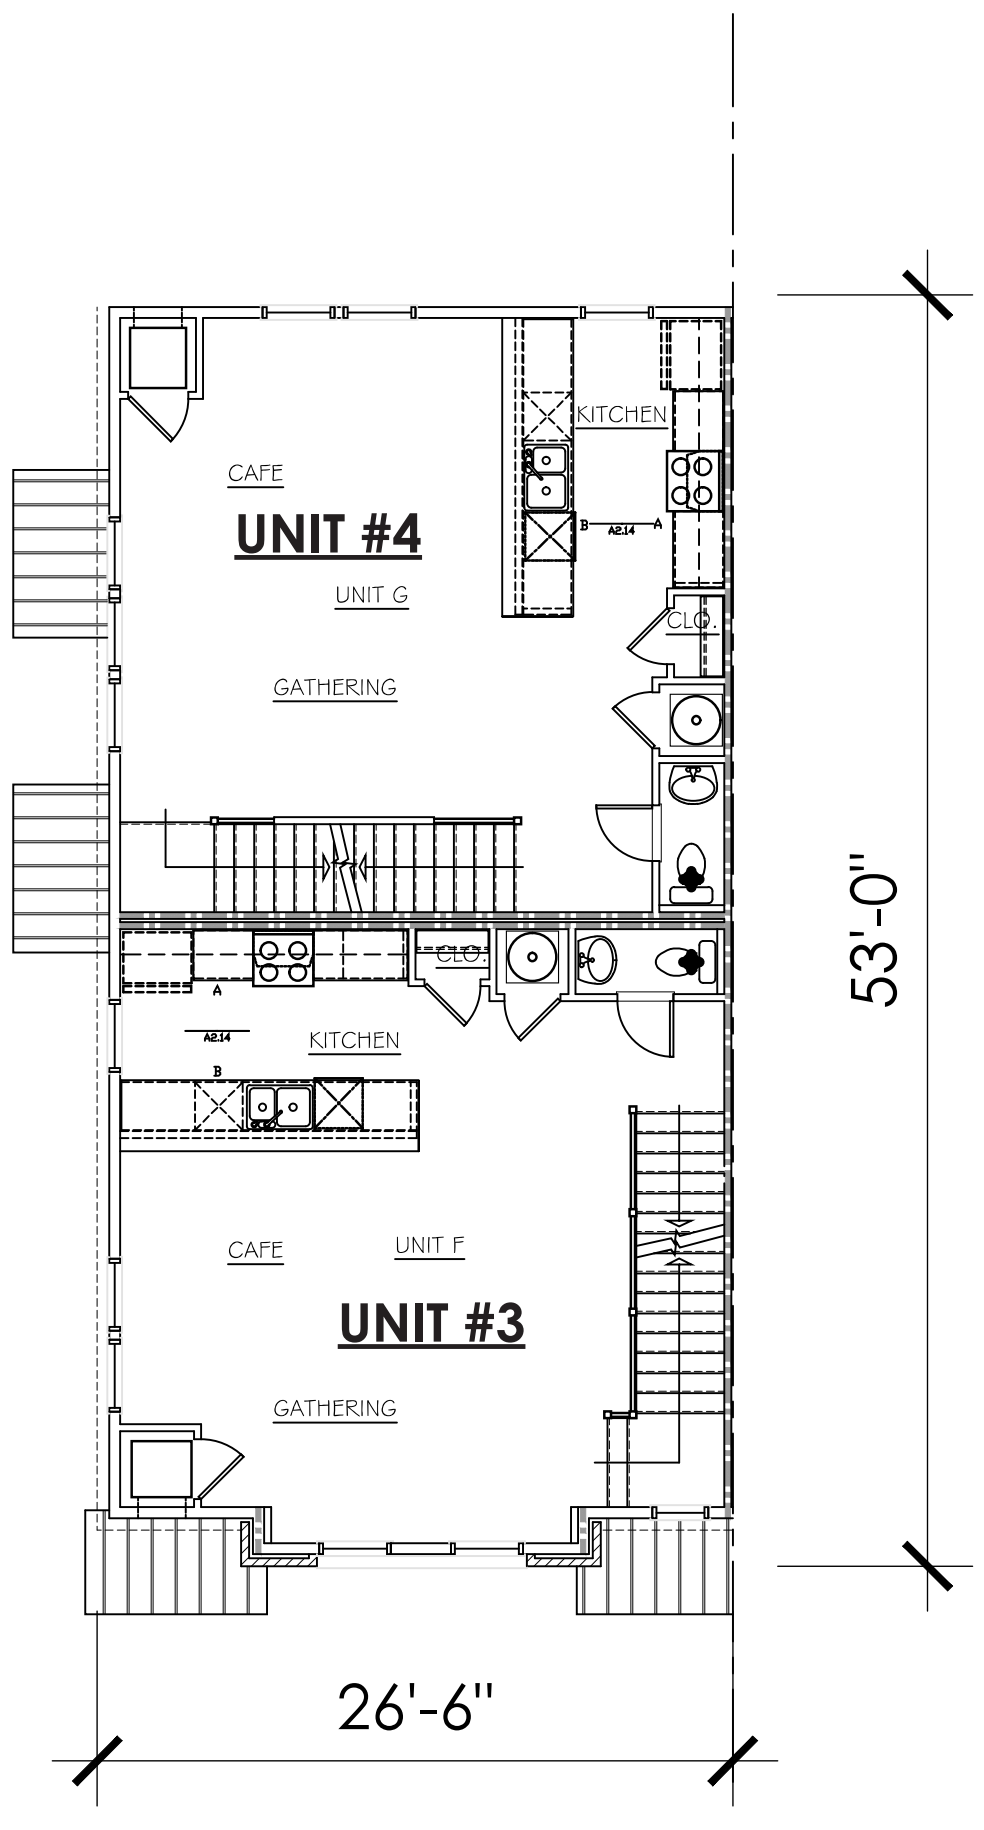 KITCHEN
CAFE
UNIT #4
B
A
A2.14
UNIT G
CLO.
GATHERING
53'-0"
CLO.
A
A2.14
KITCHEN
B
CAFE
UNIT F
UNIT #3
GATHERING
26'-6"